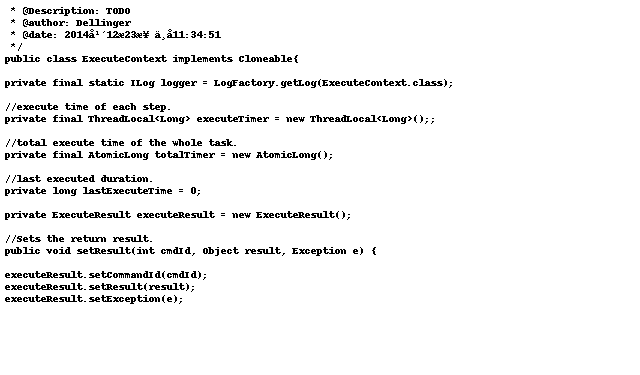 * @Description: TODO
* @author: Dellinger
* @date: 2014å¹´12æ23æ¥ ä¸å11:34:51
*/
public class ExecuteContext implements Cloneable{
private final static ILog logger = LogFactory.getLog(ExecuteContext.class);
//execute time of each step.
private final ThreadLocal<Long> executeTimer = new ThreadLocal<Long>();;
//total execute time of the whole task.
private final AtomicLong totalTimer = new AtomicLong();
//last executed duration.
private long lastExecuteTime = 0;
private ExecuteResult executeResult = new ExecuteResult();
//Sets the return result.
public void setResult(int cmdId, Object result, Exception e) {
executeResult.setCommandId(cmdId);
executeResult.setResult(result);
executeResult.setException(e);